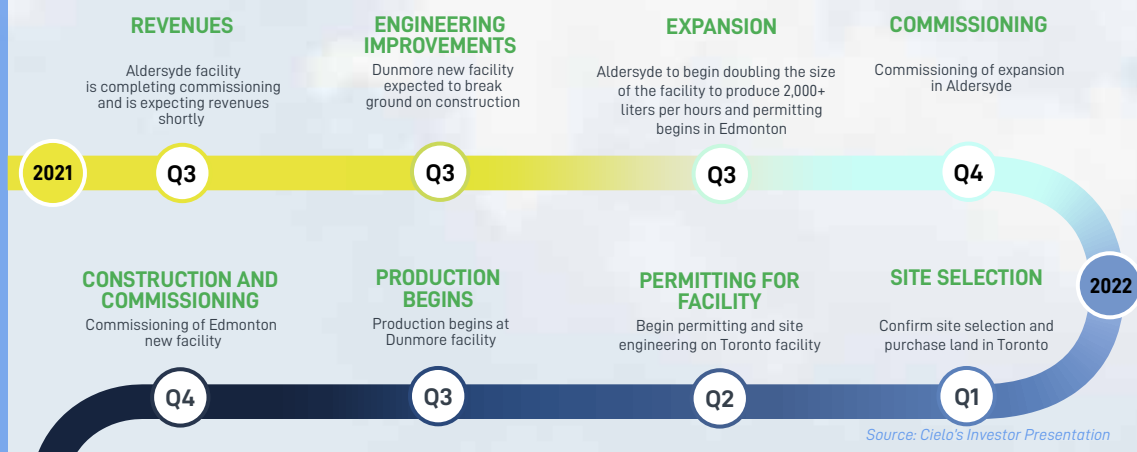 REVENUES
Aldersyde facility
is completing commissioning
and is expecting revenues
shortly
ENGINEERING
IMPROVEMENTS
Dunmore new facility
expected to break
ground on construction
EXPANSION
Aldersyde to begin doubling the size
of the facility to produce 2,000+
liters per hours and permitting
begins in Edmonton
COMMISSIONING
Commissioning of expansion
in Aldersyde
2021
Q3
Q3
Q3
Q4
2022
SITE SELECTION
Confirm site selection and
purchase land in Toronto
Q1
PERMITTING FOR
FACILITY
Begin permitting and site
engineering on Toronto facility
Q2
PRODUCTION
BEGINS
Production begins at
Dunmore facility
Q3
CONSTRUCTION AND
COMMISSIONING
Commissioning of Edmonton
new facility
Q4
Source: Cielo's Investor Presentation